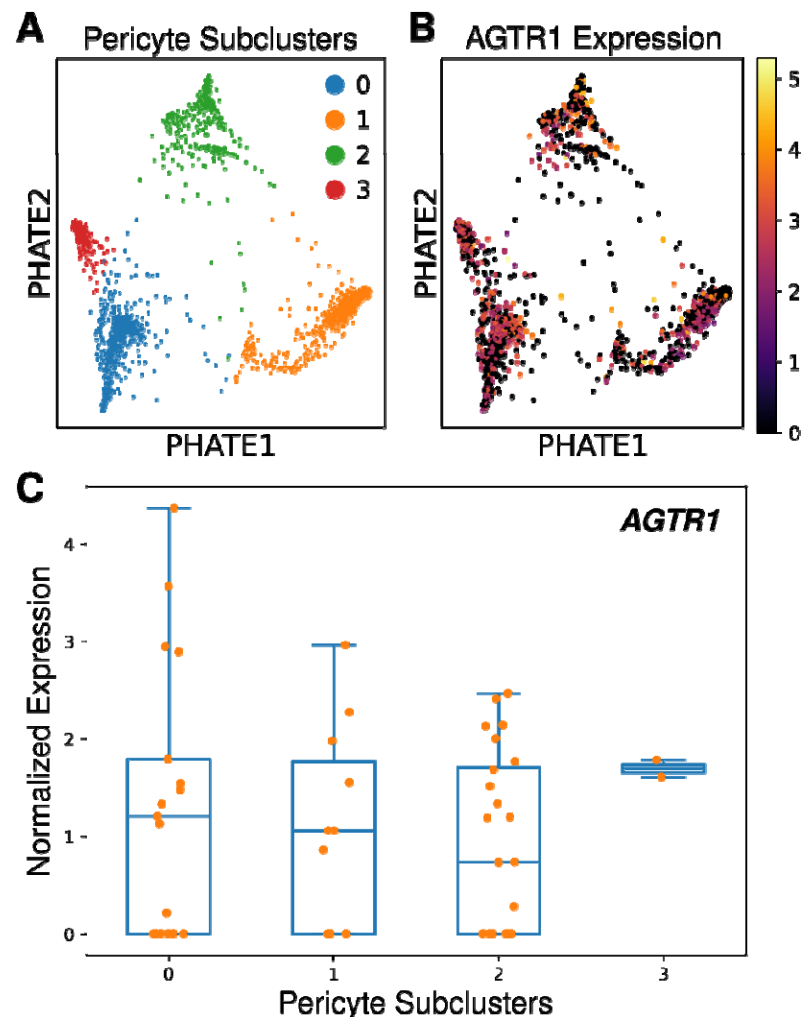 A Pericyte Subclusters
0
1
2
3
PHATE2
PHATE1
B AGTR1 Expression
5
4
3
2
1
0
PHATE2
PHATE1
C
AGTR1
4
3
2
1
0
Normalized Expression
0 1 2 3
Pericyte Subclusters